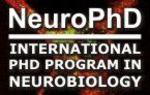 NeuroPhD
INTERNATIONAL
PHD PROGRAM IN
NEUROBIOLOGY